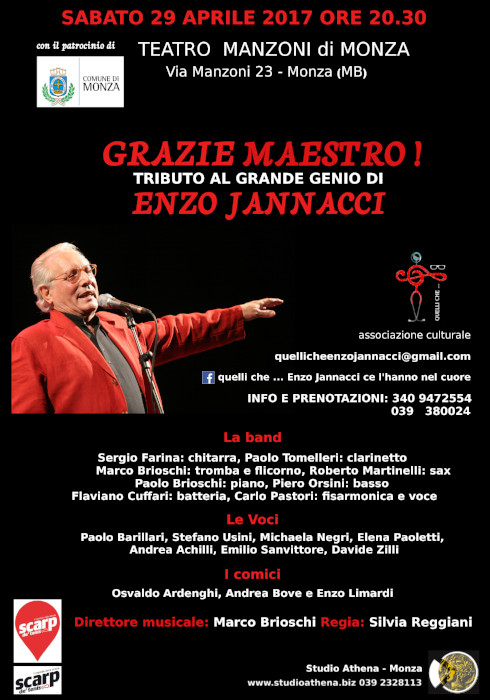 SABATO 29 APRILE 2017 ORE 20.30
con il patrocinio di
TEATRO MANZONI di MONZA
Via Manzoni 23 - Monza (MB)
COMUNE DI
MONZA
GRAZIE MAESTRO !
TRIBUTO AL GRANDE GENIO DI
ENZO JANNACCI
QUELLI CHE ...
associazione culturale
quellicheenzojannacci@gmail.com
f quelli che ... Enzo Jannacci ce l'hanno nel cuore
INFO E PRENOTAZIONI: 340 9472554
039 380024
La band
Sergio Farina: chitarra, Paolo Tomelleri: clarinetto
Marco Brioschi: tromba e flicorno, Roberto Martinelli: sax
Paolo Brioschi: piano, Piero Orsini: basso
Flaviano Cuffari: batteria, Carlo Pastori: fisarmonica e voce
Le Voci
Paolo Barillari, Stefano Usini, Michaela Negri, Elena Paoletti,
Andrea Achilli, Emilio Sanvittore, Davide Zilli
I comici
Osvaldo Ardenghi, Andrea Bove e Enzo Limardi
Direttore musicale: Marco Brioschi Regia: Silvia Reggiani
scarp
de' tenis
scarp
de' tenis
Studio Athena - Monza
www.studioathena.biz 039 2328113